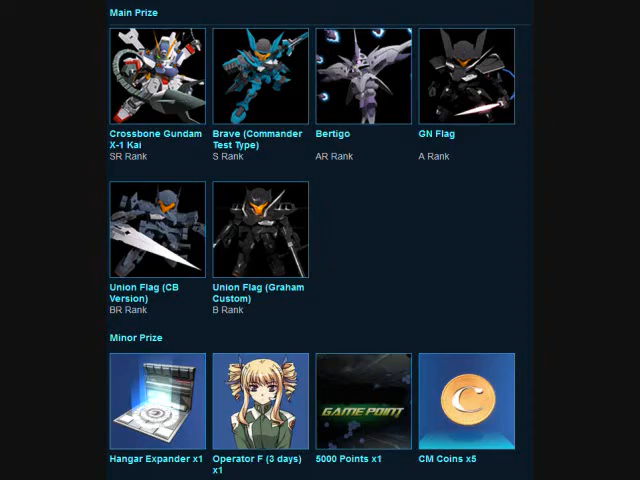 Main Prize
Crossbone Gundam
X-1 Kai
SR Rank
Brave (Commander
Test Type)
S Rank
Bertigo
AR Rank
GN Flag
A Rank
Union Flag (CB
Version)
BR Rank
Union Flag (Graham
Custom)
B Rank
Minor Prize
GAMEPOINT
C
Hangar Expander x1
Operator F (3 days)
x1
5000 Points x1
CM Coins x5